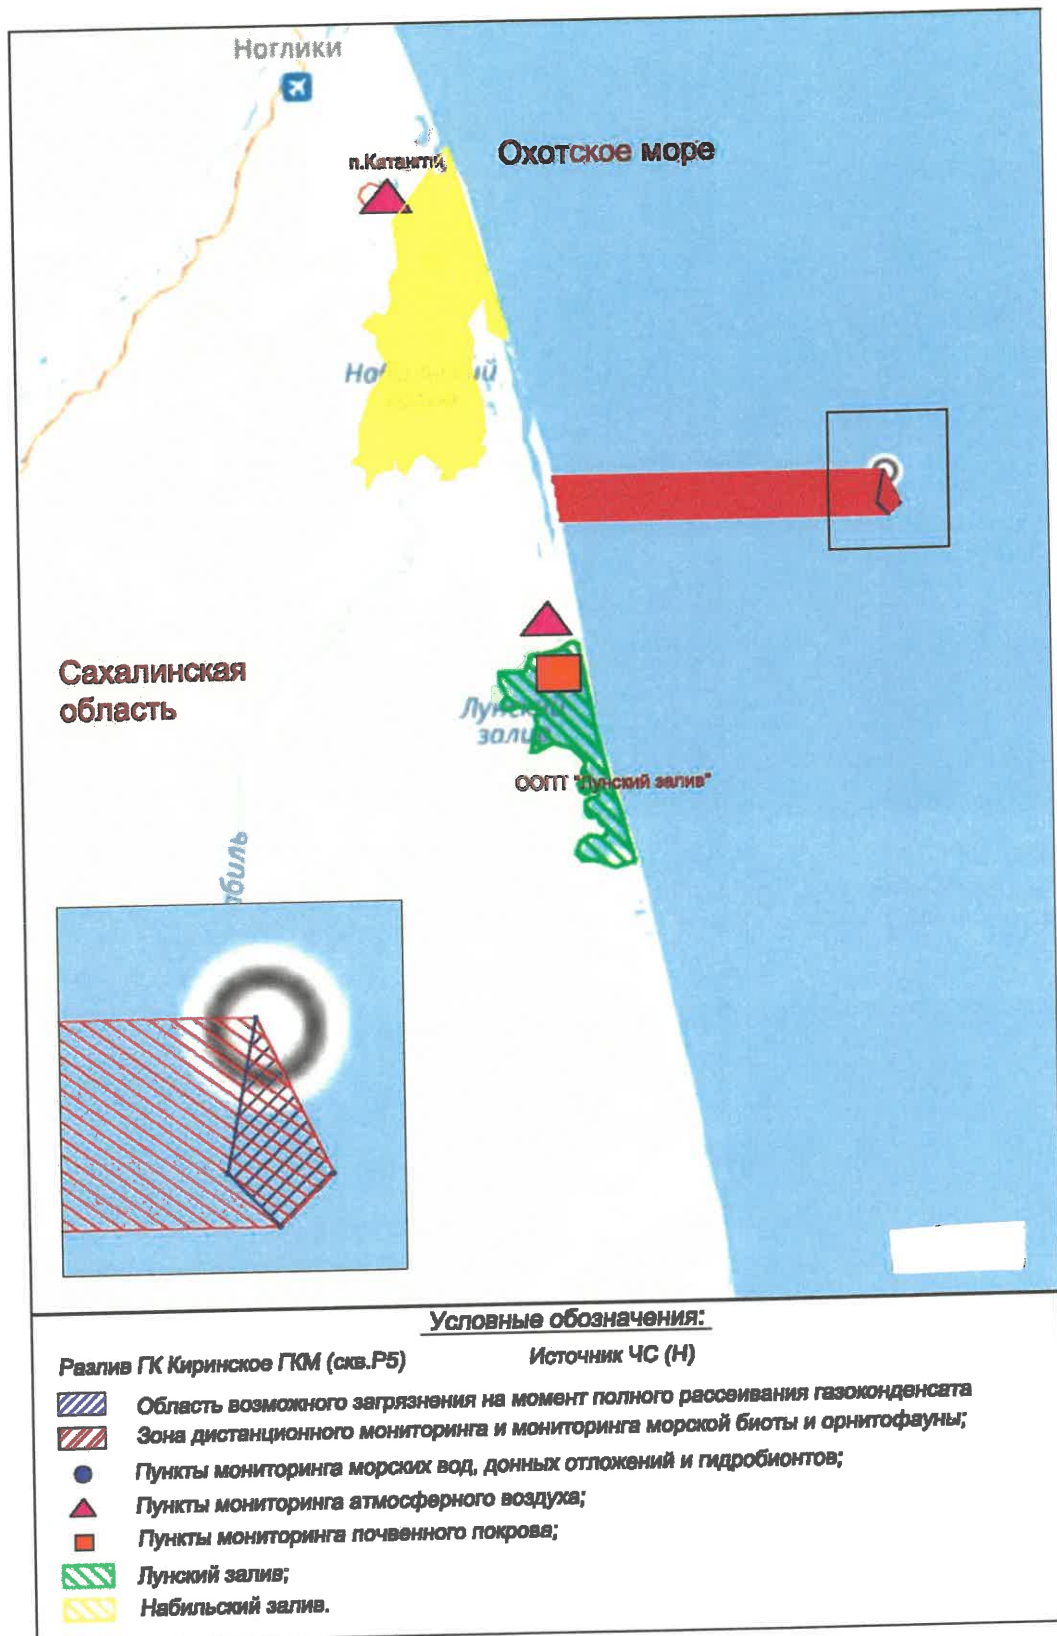 Ноглики
Охотское море
п.Катангли
Сахалинская
область
Лунский
залив
ООПТ "Лунский залив"
Условные обозначения:
Разлив ГК Киринское ГКМ (скв.Р5)
Источник ЧС (Н)
Область возможного загрязнения на момент полного рассеивания газоконденсата
Зона дистанционного мониторинга и мониторинга морской биоты и орнитофауны;
Пункты мониторинга морских вод, донных отложений и гидробионтов;
Пункты мониторинга атмосферного воздуха;
Пункты мониторинга почвенного покрова;
Лунский залив;
Набильский залив.